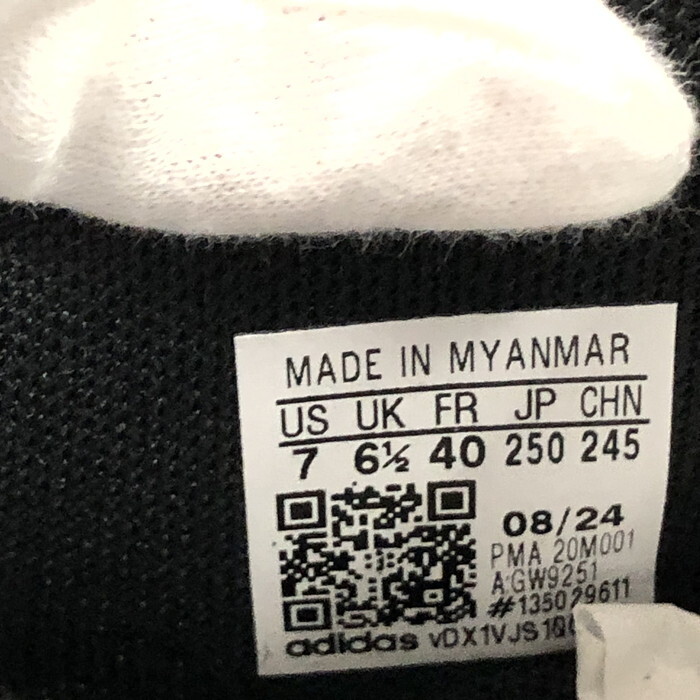 MADE IN MYANMAR
US UK FR JP CHN
7 6½ 40 250 245
08/24
PMA 20M001
A:GW9251
#135029611
adidas